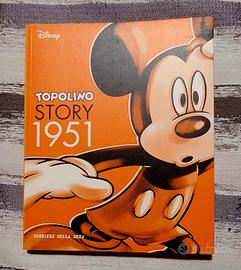 Disney
TOPOLINO
STORY
1951
CORRIERE DELLA SERA